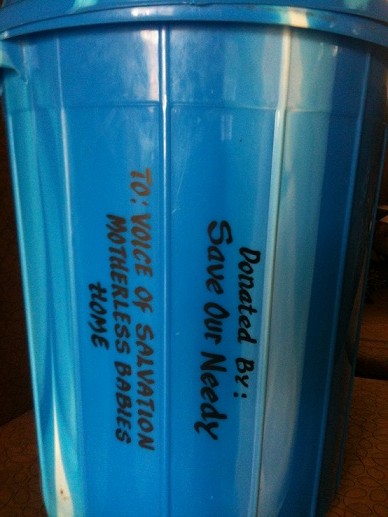 Donated By:
Save Our Needy
TO: VOICE OF SALVATION
MOTHERLESS BABIES
HOME